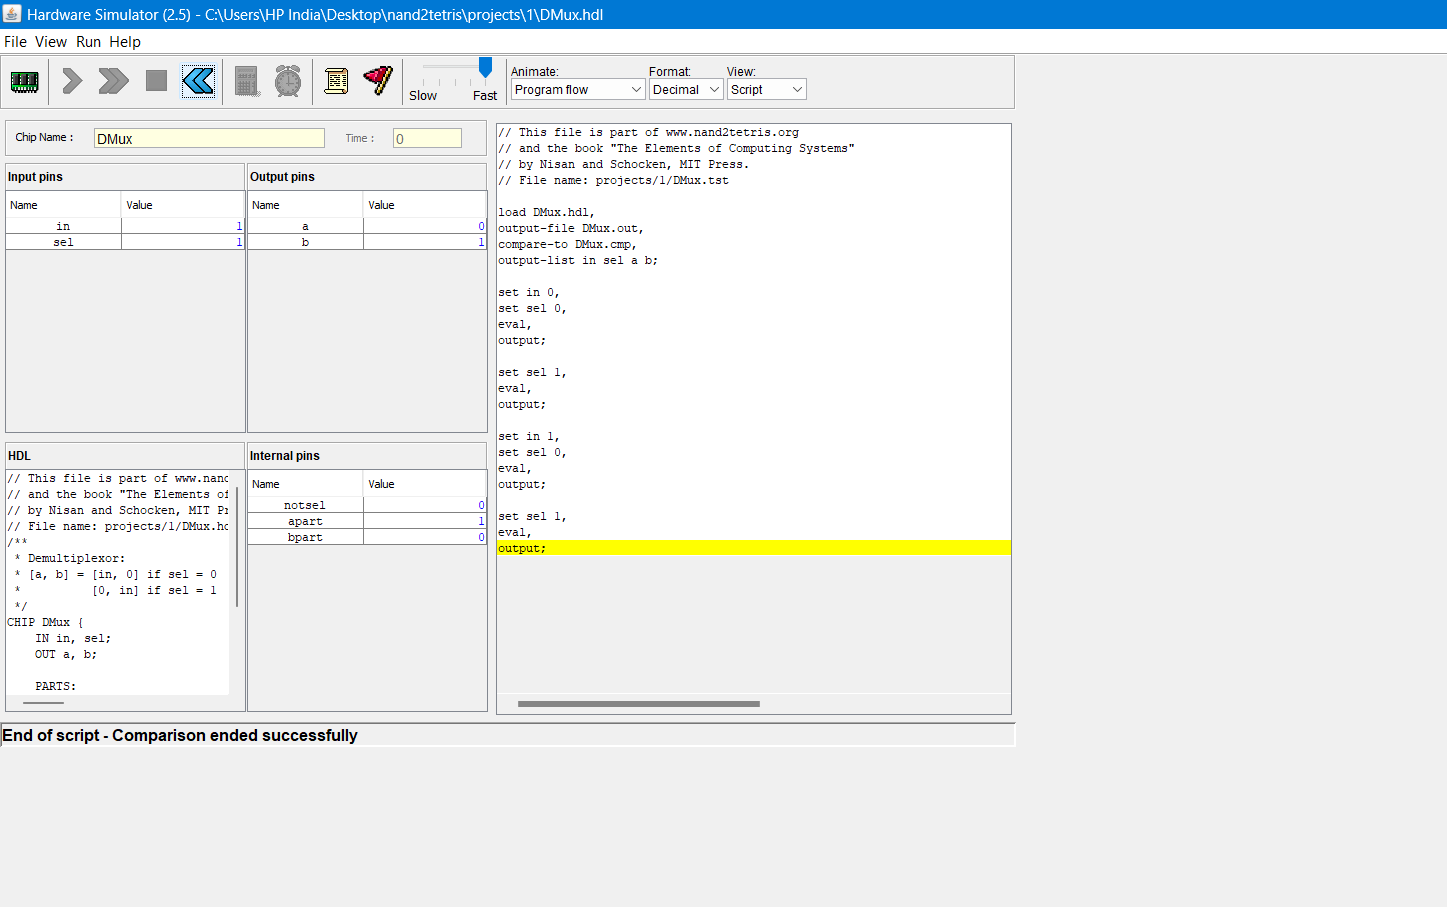 Hardware Simulator (2.5) - C:\Users\HP India\Desktop\nand2tetris\projects\1\DMux.hdl
File View Run Help
Slow Fast
Animate:
Program flow
Format:
Decimal
View:
Script
Chip Name :
DMux
Time :
0
Input pins
Name Value
in 1
sel 1
Output pins
Name Value
a 0
b 1
HDL
// This file is part of www.nand
// and the book "The Elements of
// by Nisan and Schocken, MIT Pr
// File name: projects/1/DMux.hd
/**
* Demultiplexor:
* [a, b] = [in, 0] if sel = 0
* [0, in] if sel = 1
*/
CHIP DMux {
IN in, sel;
OUT a, b;
PARTS:
Internal pins
Name Value
notsel 0
apart 1
bpart 0
// This file is part of www.nand2tetris.org
// and the book "The Elements of Computing Systems"
// by Nisan and Schocken, MIT Press.
// File name: projects/1/DMux.tst
load DMux.hdl,
output-file DMux.out,
compare-to DMux.cmp,
output-list in sel a b;
set in 0,
set sel 0,
eval,
output;
set sel 1,
eval,
output;
set in 1,
set sel 0,
eval,
output;
set sel 1,
eval,
output;
End of script - Comparison ended successfully